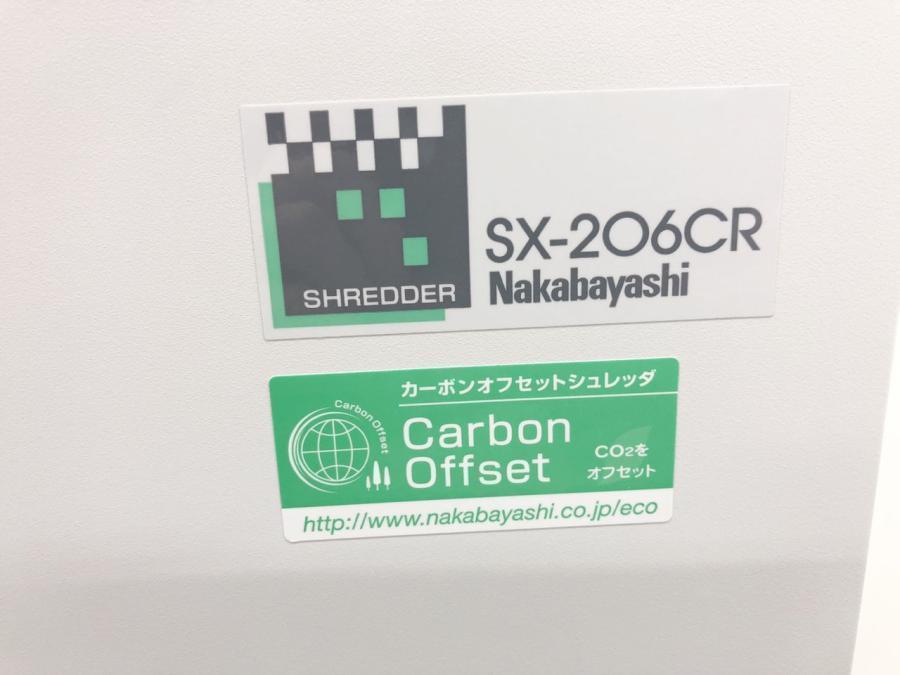 SHREDDER
SX-206CR
Nakabayashi
カーボンオフセットシュレッダ
Carbon Offset
Carbon
Offset
CO2を
オフセット
http://www.nakabayashi.co.jp/eco